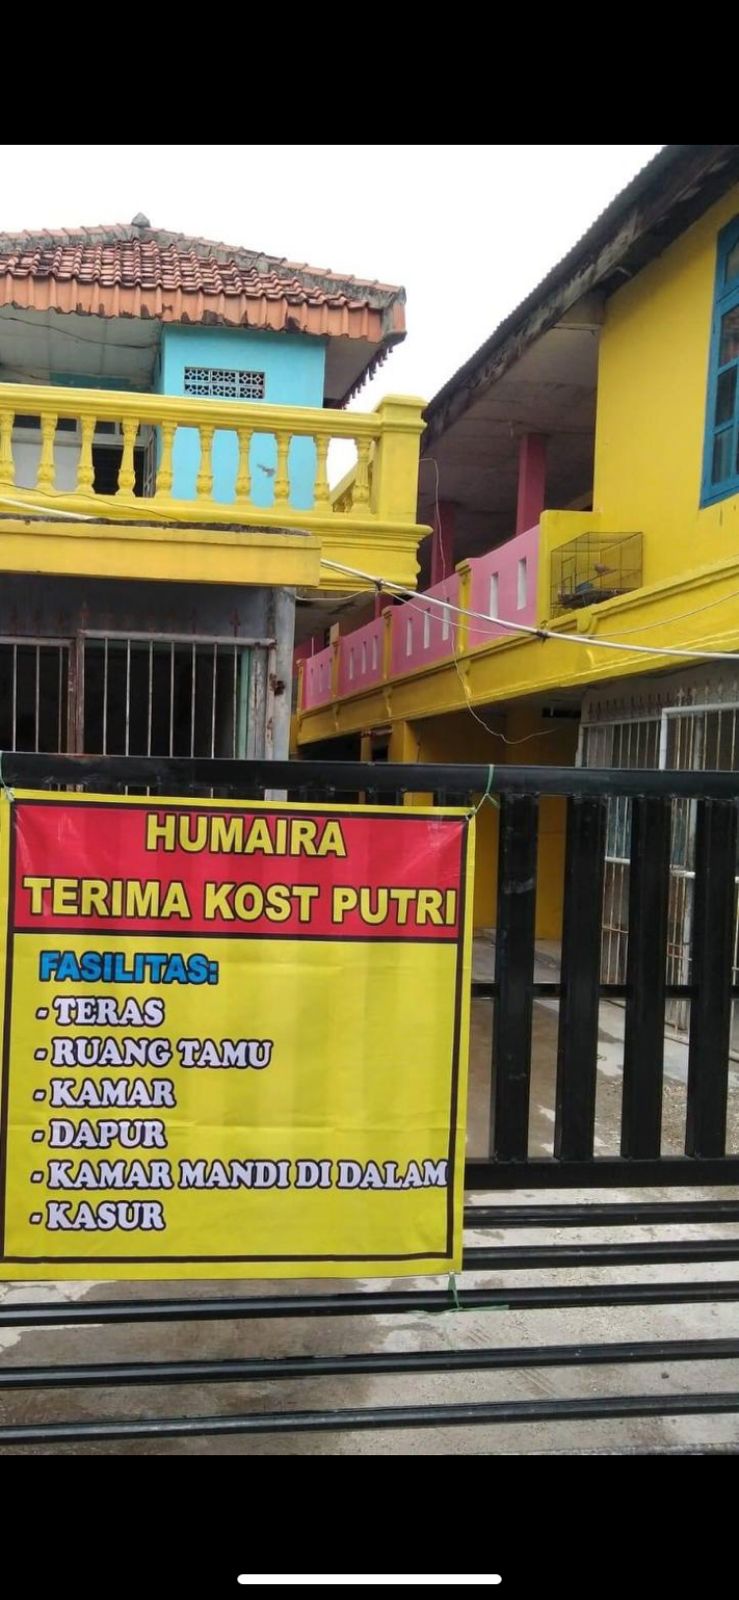 HUMAIRA
TERIMA KOST PUTRI
FASILITAS:
-TERAS
-RUANG TAMU
-KAMAR
-DAPUR
-KAMAR MANDI DI DALAM
-KASUR